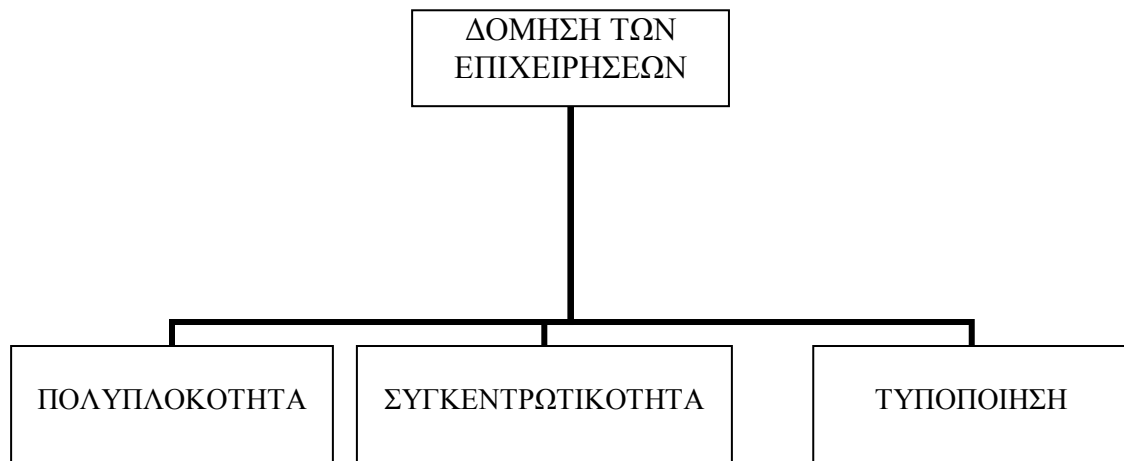 ΔΟΜΗΣΗ ΤΩΝ
ΕΠΙΧΕΙΡΗΣΕΩΝ
ΠΟΛΥΠΛΟΚΟΤΗΤΑ
ΣΥΓΚΕΝΤΡΩΤΙΚΟΤΗΤΑ
ΤΥΠΟΠΟΙΗΣΗ